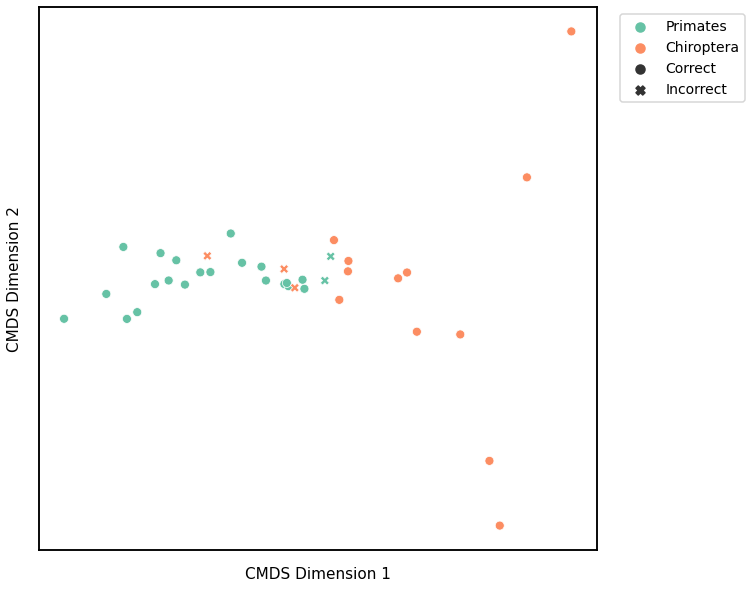 Primates
Chiroptera
Correct
Incorrect
CMDS Dimension 2
CMDS Dimension 1